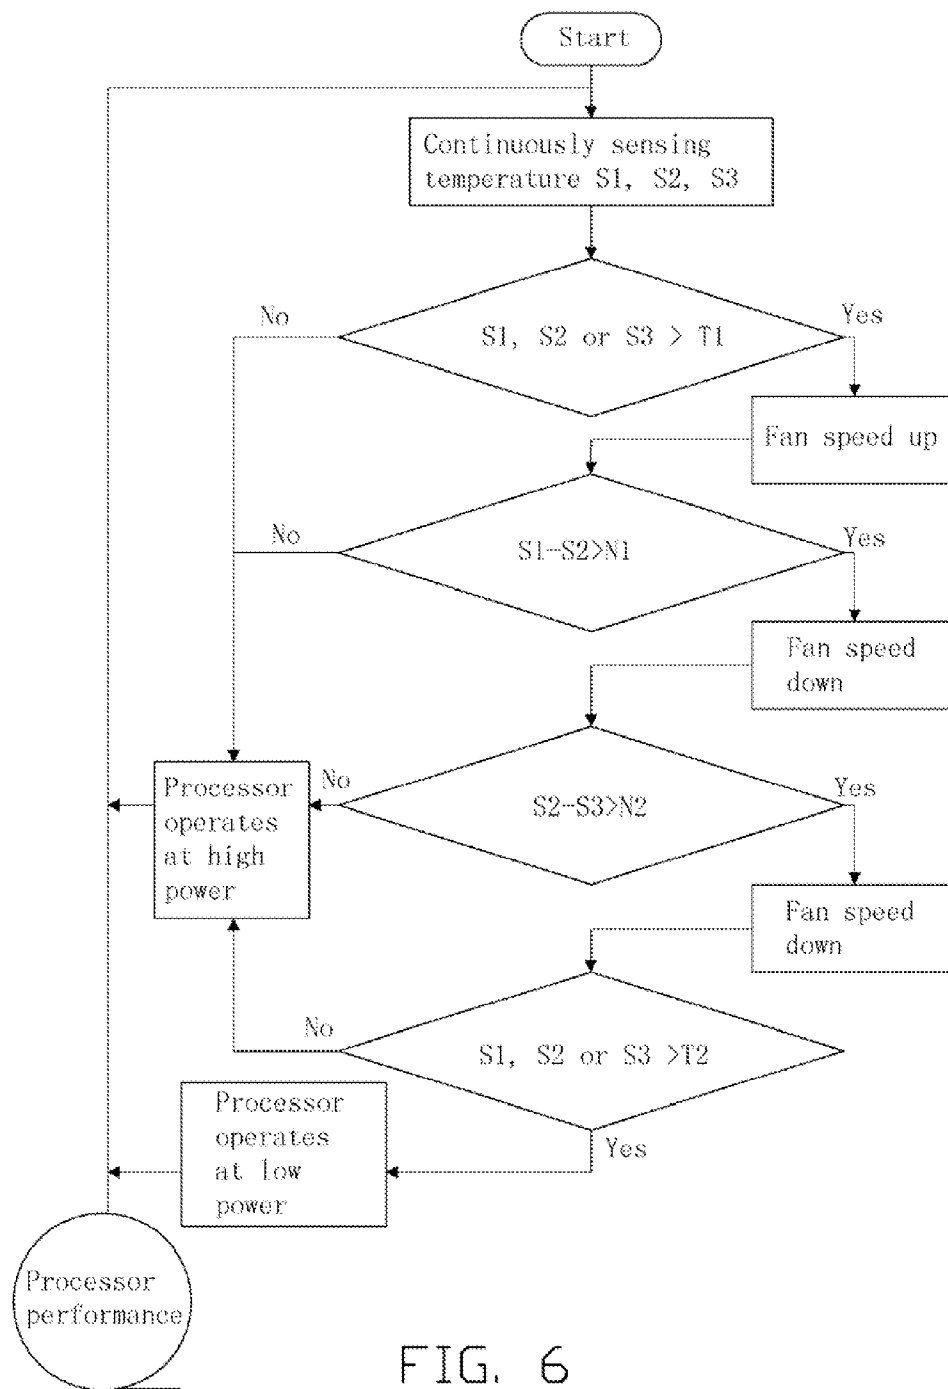 Start
Continuously sensing
temperature S1, S2, S3
No
S1, S2 or S3 > T1
Yes
Fan speed up
No
S1-S2>N1
Yes
Fan speed
down
Processor
operates
at high
power
No
S2-S3>N2
Yes
Fan speed
down
No
S1, S2 or S3 >T2
Yes
Processor
operates
at low
power
Processor
performance
FIG. 6